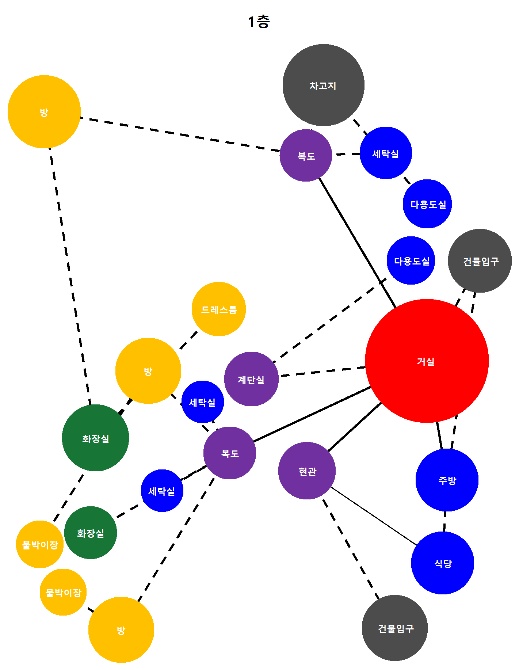 1층
차고지
방
복도
세탁실
다용도실
다용도실
건물입구
드레스룸
거실
방
계단실
세탁실
화장실
복도
현관
주방
세탁실
화장실
붙박이장
식당
붙박이장
방
건물입구